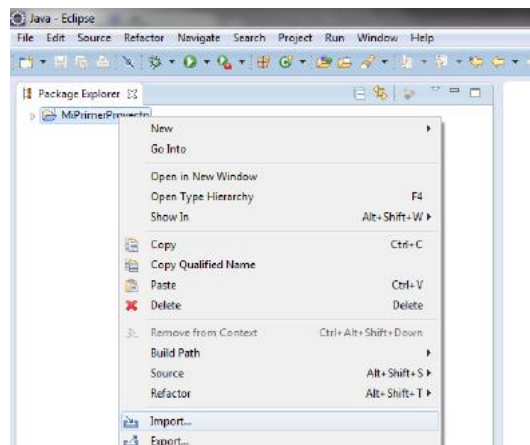 Java - Eclipse
File Edit Source Refactor Navigate Search Project Run Window Help
Package Explorer
MiPrimerProyecto
New
Go Into
Open in New Window
Open Type Hierarchy F4
Show In Alt+Shift+W
Copy Ctrl+C
Copy Qualified Name
Paste Ctrl+V
Delete Delete
Remove from Context Ctrl+Alt+Shift+Down
Build Path
Source Alt+Shift+S
Refactor Alt+Shift+T
Import...
Export...